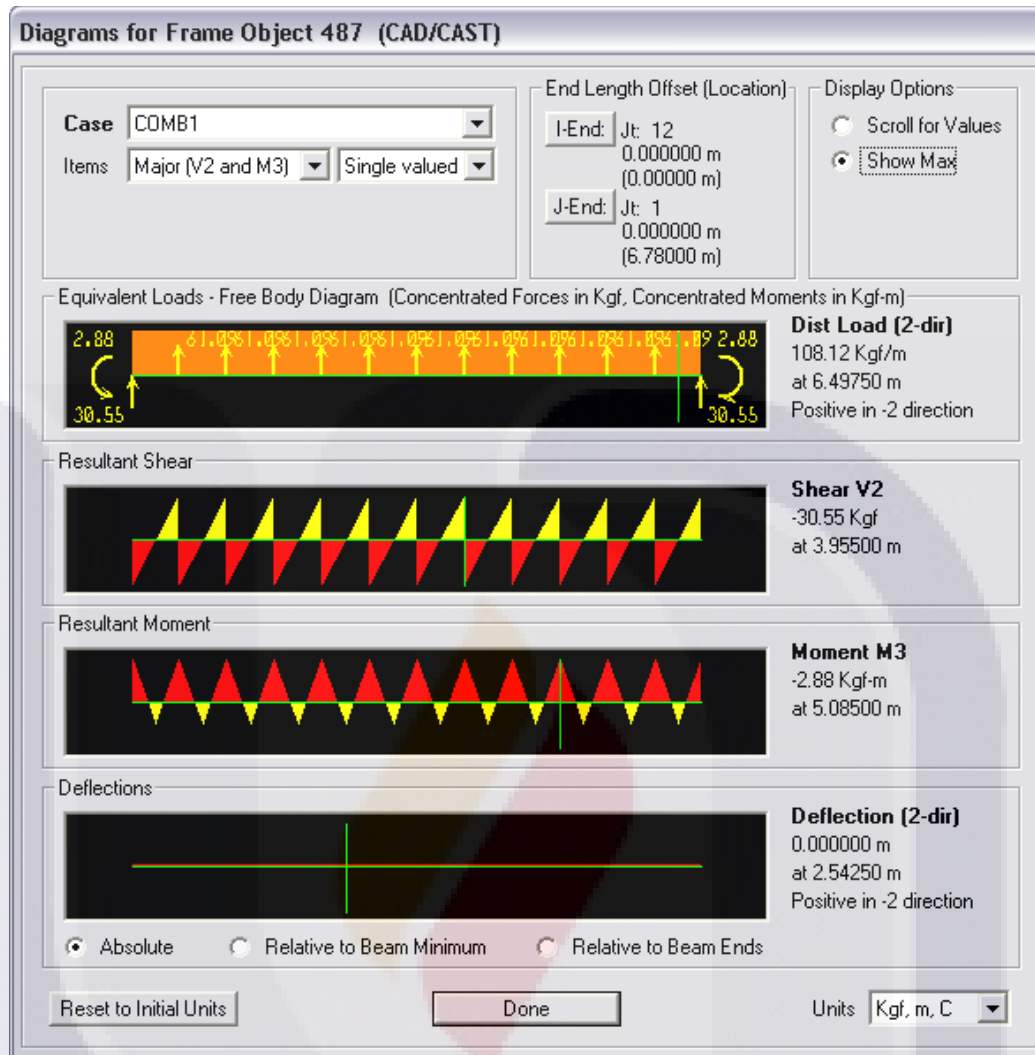 Diagrams for Frame Object 487 (CAD/CAST)
Case COMB1
Items Major (V2 and M3) Single valued
End Length Offset (Location)
I-End: Jt: 12
0.000000 m
(0.00000 m)
J-End: Jt: 1
0.000000 m
(6.78000 m)
Display Options
Scroll for Values
Show Max
Equivalent Loads - Free Body Diagram (Concentrated Forces in Kgf, Concentrated Moments in Kgf-m)
2.88 2.88
30.55 30.55
Dist Load (2-dir)
108.12 Kgf/m
at 6.49750 m
Positive in -2 direction
Resultant Shear
Shear V2
-30.55 Kgf
at 3.95500 m
Resultant Moment
Moment M3
-2.88 Kgf-m
at 5.08500 m
Deflections
Deflection (2-dir)
0.000000 m
at 2.54250 m
Positive in -2 direction
Absolute Relative to Beam Minimum Relative to Beam Ends
Reset to Initial Units Done Units Kgf, m, C